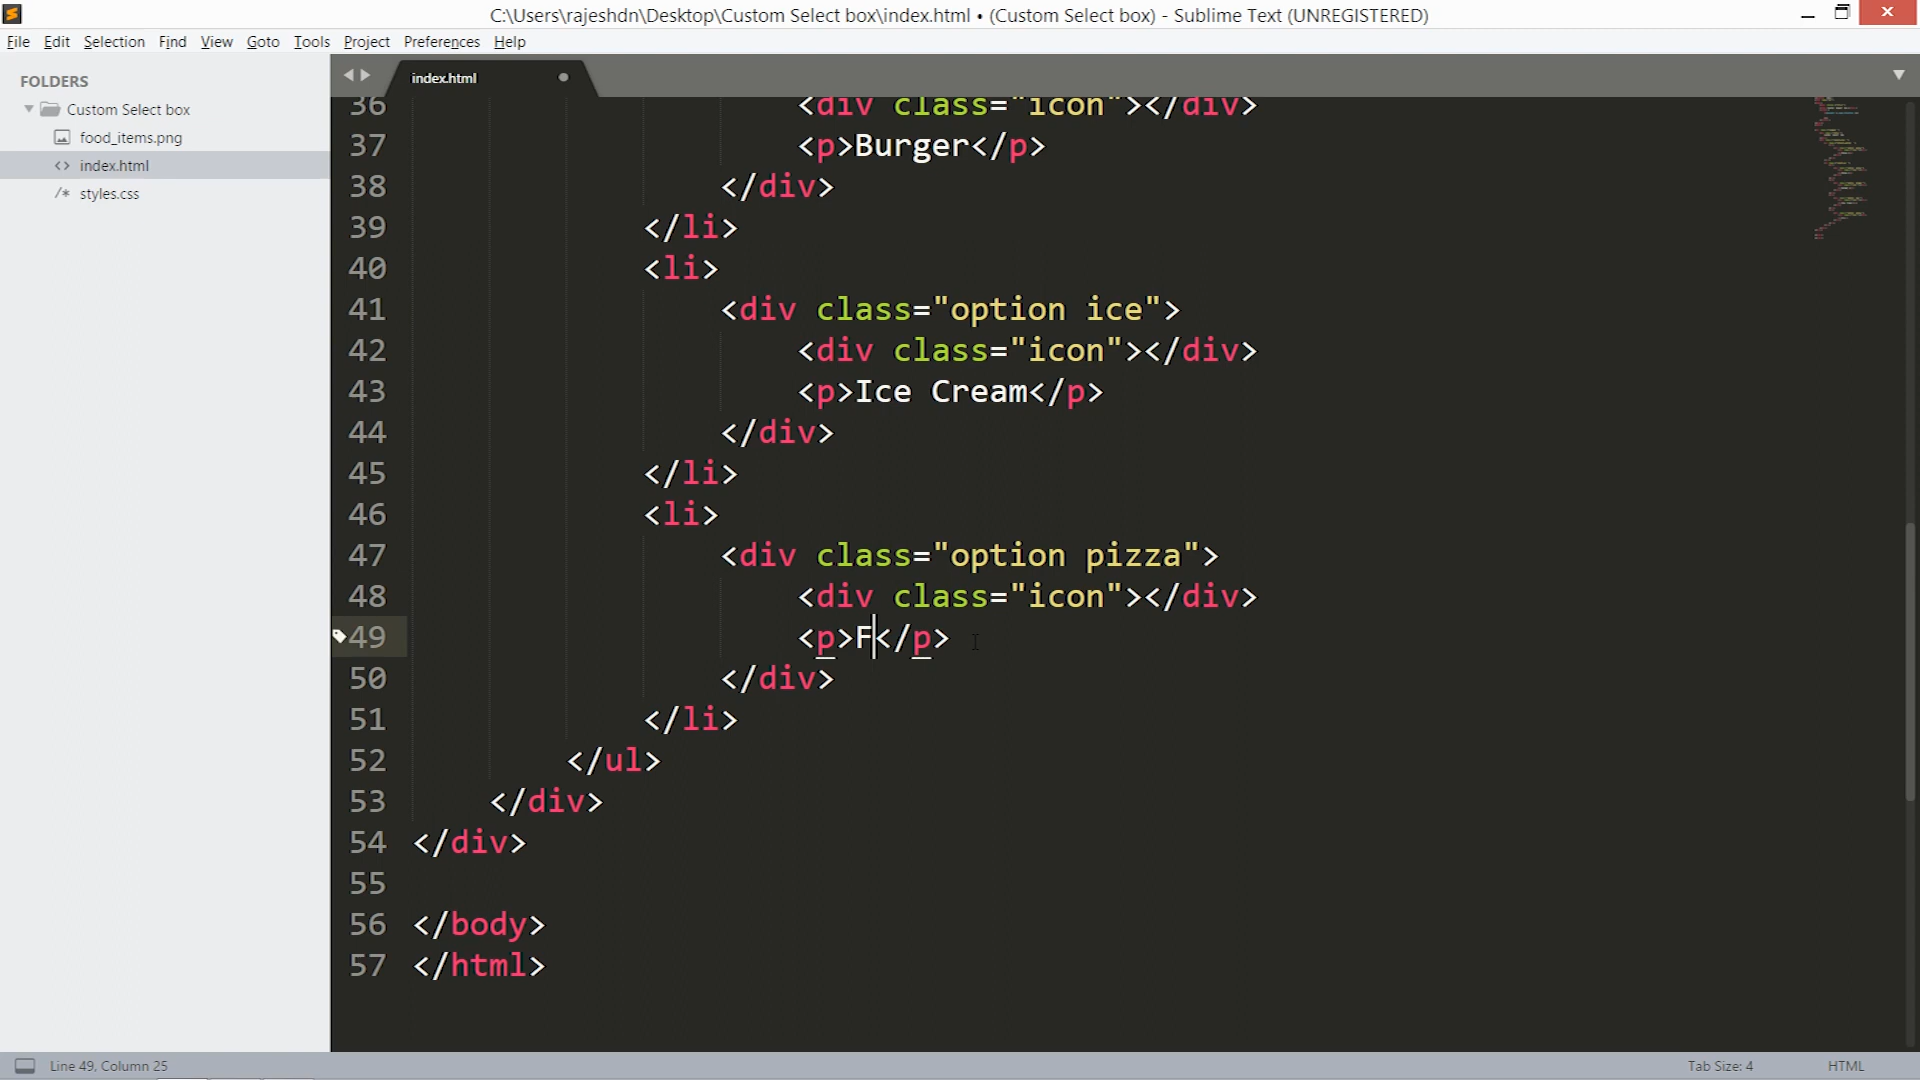 C:\Users\rajeshdn\Desktop\Custom Select box\index.html • (Custom Select box) - Sublime Text (UNREGISTERED)
File Edit Selection Find View Goto Tools Project Preferences Help
FOLDERS
Custom Select box
food_items.png
<> index.html
/* styles.css
index.html
36 <div class="icon"></div>
37 <p>Burger</p>
38 </div>
39 </li>
40 <li>
41 <div class="option ice">
42 <div class="icon"></div>
43 <p>Ice Cream</p>
44 </div>
45 </li>
46 <li>
47 <div class="option pizza">
48 <div class="icon"></div>
49 <p>F</p>
50 </div>
51 </li>
52 </ul>
53 </div>
54 </div>
55
56 </body>
57 </html>
Line 49, Column 25
Tab Size: 4
HTML